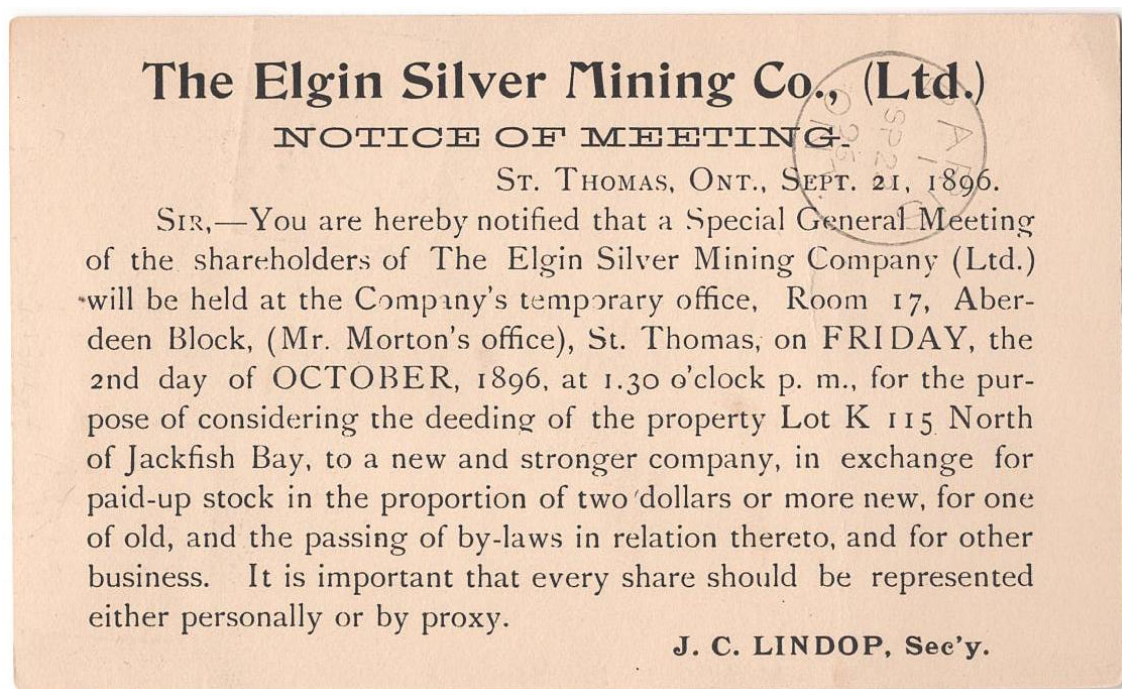 The Elgin Silver Mining Co., (Ltd.)
NOTICE OF MEETING.
ST. THOMAS, ONT., SEPT. 21, 1896.
SIR,—You are hereby notified that a Special General Meeting
of the shareholders of The Elgin Silver Mining Company (Ltd.)
will be held at the Company's temporary office, Room 17, Aber-
deen Block, (Mr. Morton's office), St. Thomas, on FRIDAY, the
2nd day of OCTOBER, 1896, at 1.30 o'clock p. m., for the pur-
pose of considering the deeding of the property Lot K 115 North
of Jackfish Bay, to a new and stronger company, in exchange for
paid-up stock in the proportion of two dollars or more new, for one
of old, and the passing of by-laws in relation thereto, and for other
business. It is important that every share should be represented
either personally or by proxy.
J. C. LINDOP, Sec'y.